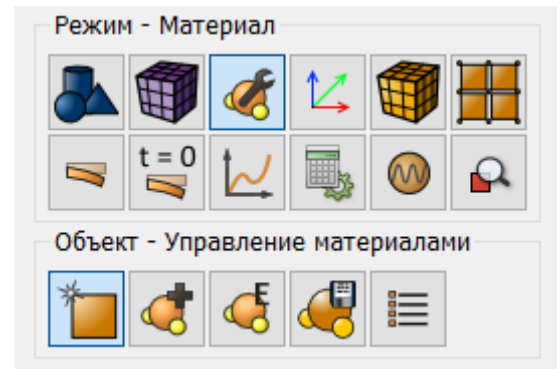 Режим - Материал
t = 0
Объект - Управление материалами
E